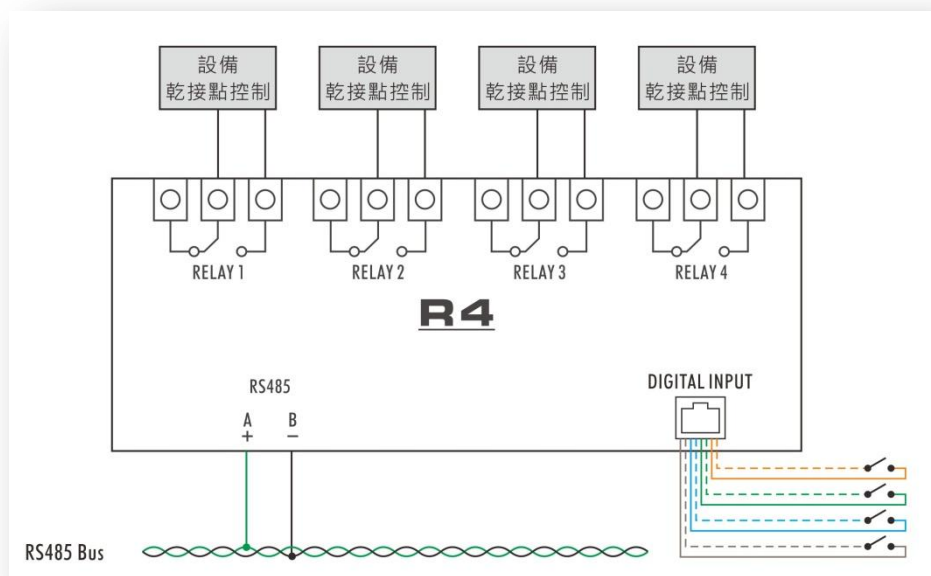 設備
乾接點控制
設備
乾接點控制
設備
乾接點控制
設備
乾接點控制
RELAY 1
RELAY 2
RELAY 3
RELAY 4
R4
RS485
A
B
+
−
DIGITAL INPUT
RS485 Bus